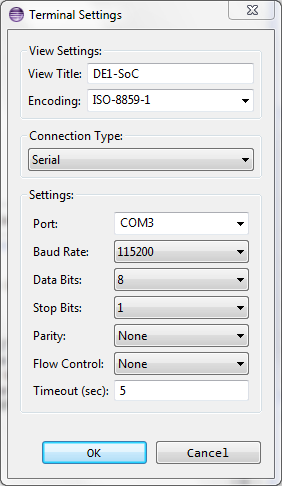 Terminal Settings
View Settings:
View Title: DE1-SoC
Encoding: ISO-8859-1
Connection Type:
Serial
Settings:
Port: COM3
Baud Rate: 115200
Data Bits: 8
Stop Bits: 1
Parity: None
Flow Control: None
Timeout (sec): 5
OK Cancel